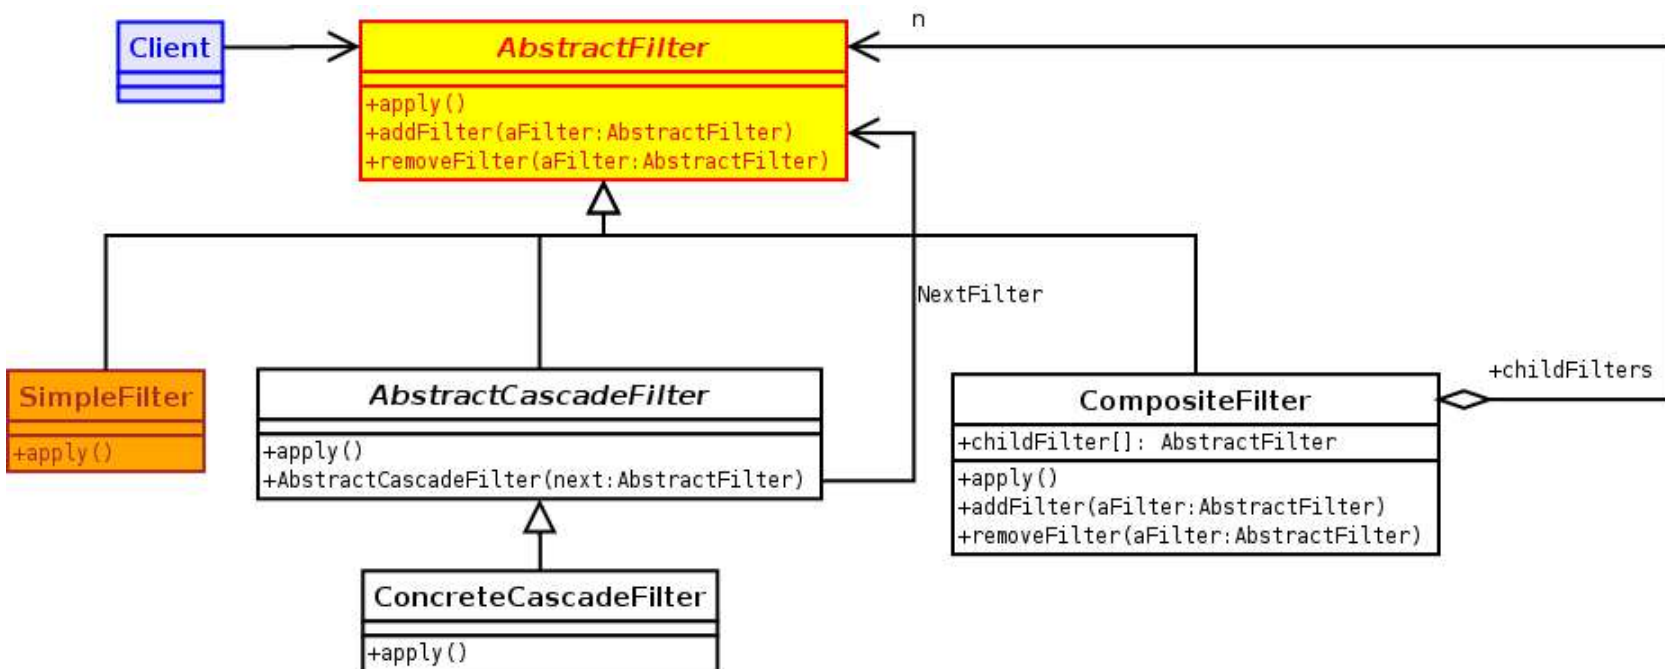 n
Client
AbstractFilter
+apply()
+addFilter(aFilter:AbstractFilter)
+removeFilter(aFilter:AbstractFilter)
NextFilter
SimpleFilter
+apply()
AbstractCascadeFilter
+apply()
+AbstractCascadeFilter(next:AbstractFilter)
+childFilters
CompositeFilter
+childFilter[]: AbstractFilter
+apply()
+addFilter(aFilter:AbstractFilter)
+removeFilter(aFilter:AbstractFilter)
ConcreteCascadeFilter
+apply()